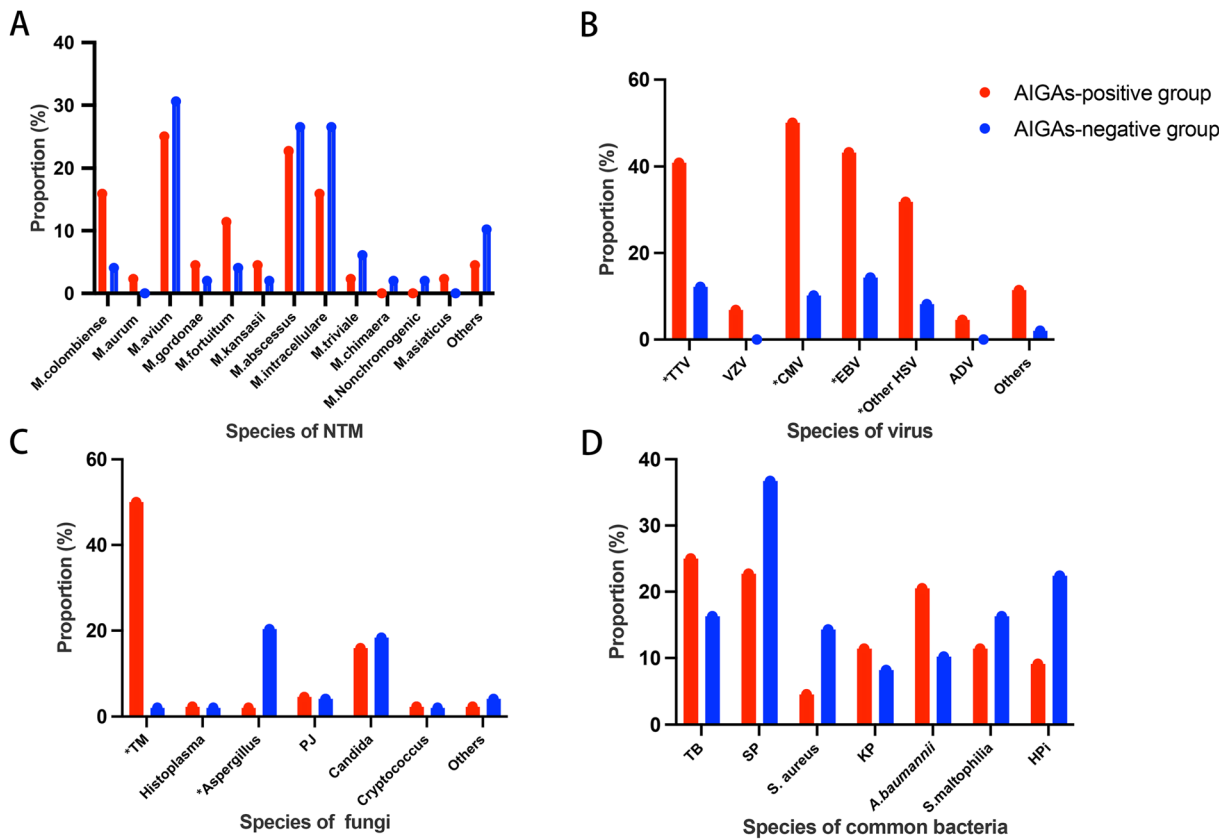 A
Proportion (%)
40
30
20
10
0
M.colombiense
M.aurum
M.avium
M.gordonae
M.fortuitum
M.kansasii
M.abscessus
M.intracellulare
M.triviale
M.chimaera
M.Nonchromogenic
M.asiaticus
Others
Species of NTM
B
Proportion (%)
60
40
20
0
*TTV
VZV
*CMV
*EBV
*Other HSV
ADV
Others
Species of virus
AIGAs-positive group
AIGAs-negative group
C
Proportion (%)
60
40
20
0
*TM
Histoplasma
*Aspergillus
PJ
Candida
Cryptococcus
Others
Species of fungi
D
Proportion (%)
40
30
20
10
0
TB
SP
S. aureus
KP
A.baumannii
S.maltophilia
HPi
Species of common bacteria